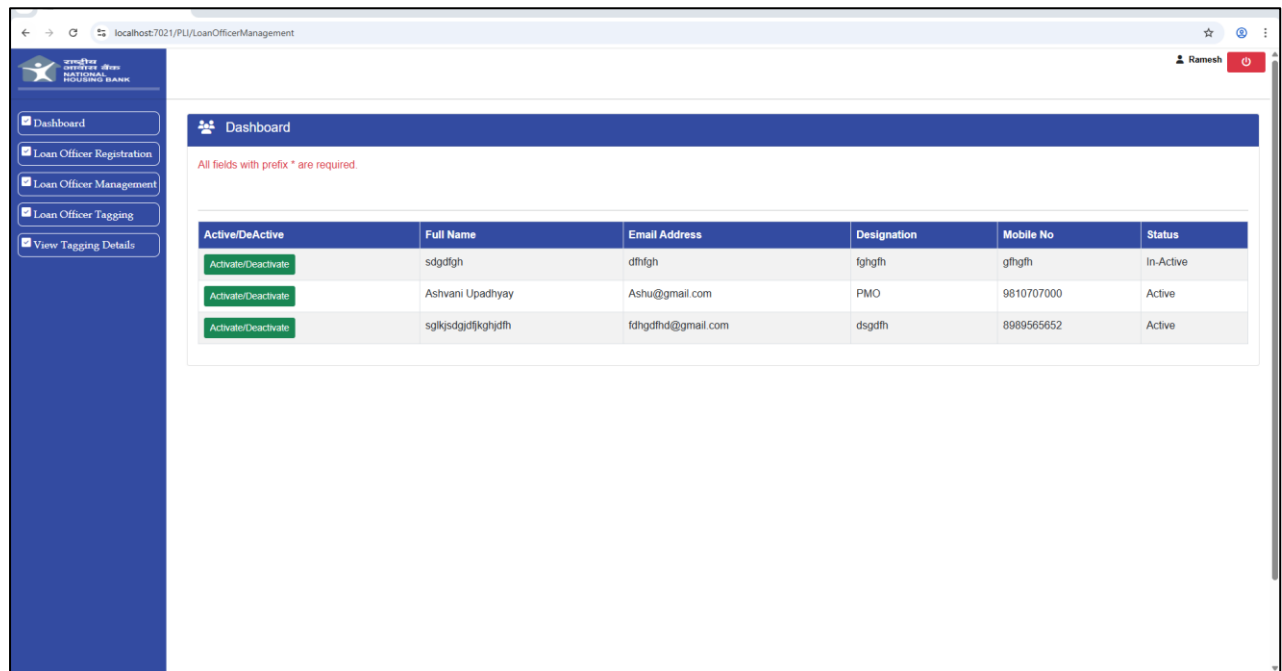 localhost:7021/PLI/LoanOfficerManagement
राष्ट्रीय
आवास बैंक
NATIONAL
HOUSING BANK
Ramesh
Dashboard
Loan Officer Registration
Loan Officer Management
Loan Officer Tagging
View Tagging Details
Dashboard
All fields with prefix * are required.
Active/DeActive Full Name Email Address Designation Mobile No Status
Activate/Deactivate sdgdfgh dfhfgh fghgfh gfhgfh In-Active
Activate/Deactivate Ashvani Upadhyay Ashu@gmail.com PMO 9810707000 Active
Activate/Deactivate sglkjsdgjdfjkghjdfh fdhgdfhd@gmail.com dsgdfh 8989565652 Active